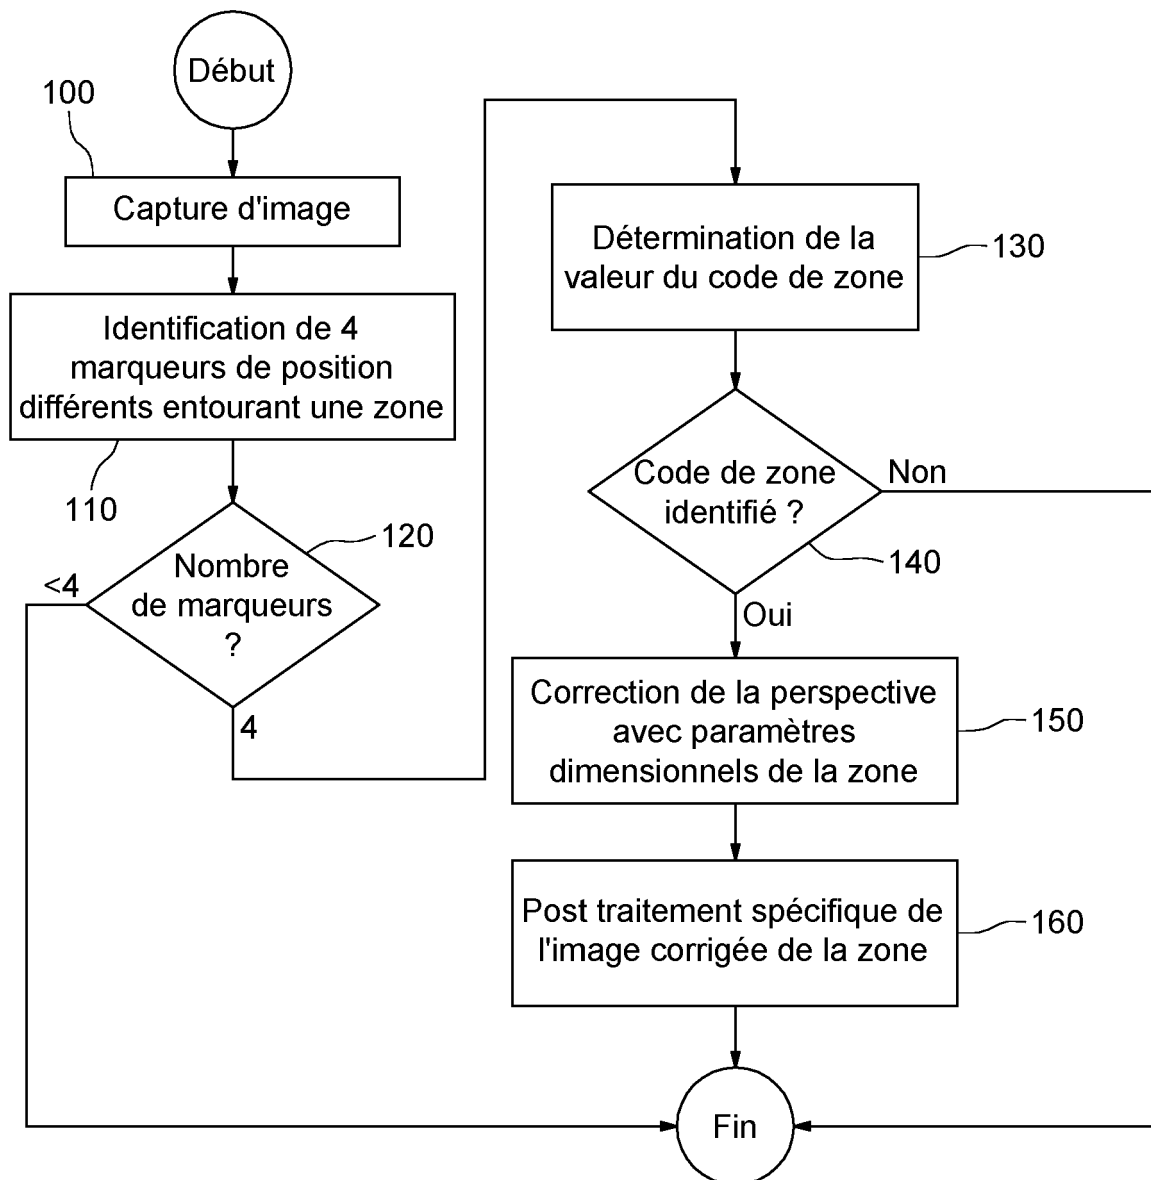 Début
100
Capture d'image
Identification de 4
marqueurs de position
différents entourant une zone
110
120
Nombre
de marqueurs
?
<4
4
Détermination de la
valeur du code de zone
130
Code de zone
identifié ?
Non
140
Oui
Correction de la perspective
avec paramètres
dimensionnels de la zone
150
Post traitement spécifique de
l'image corrigée de la zone
160
Fin